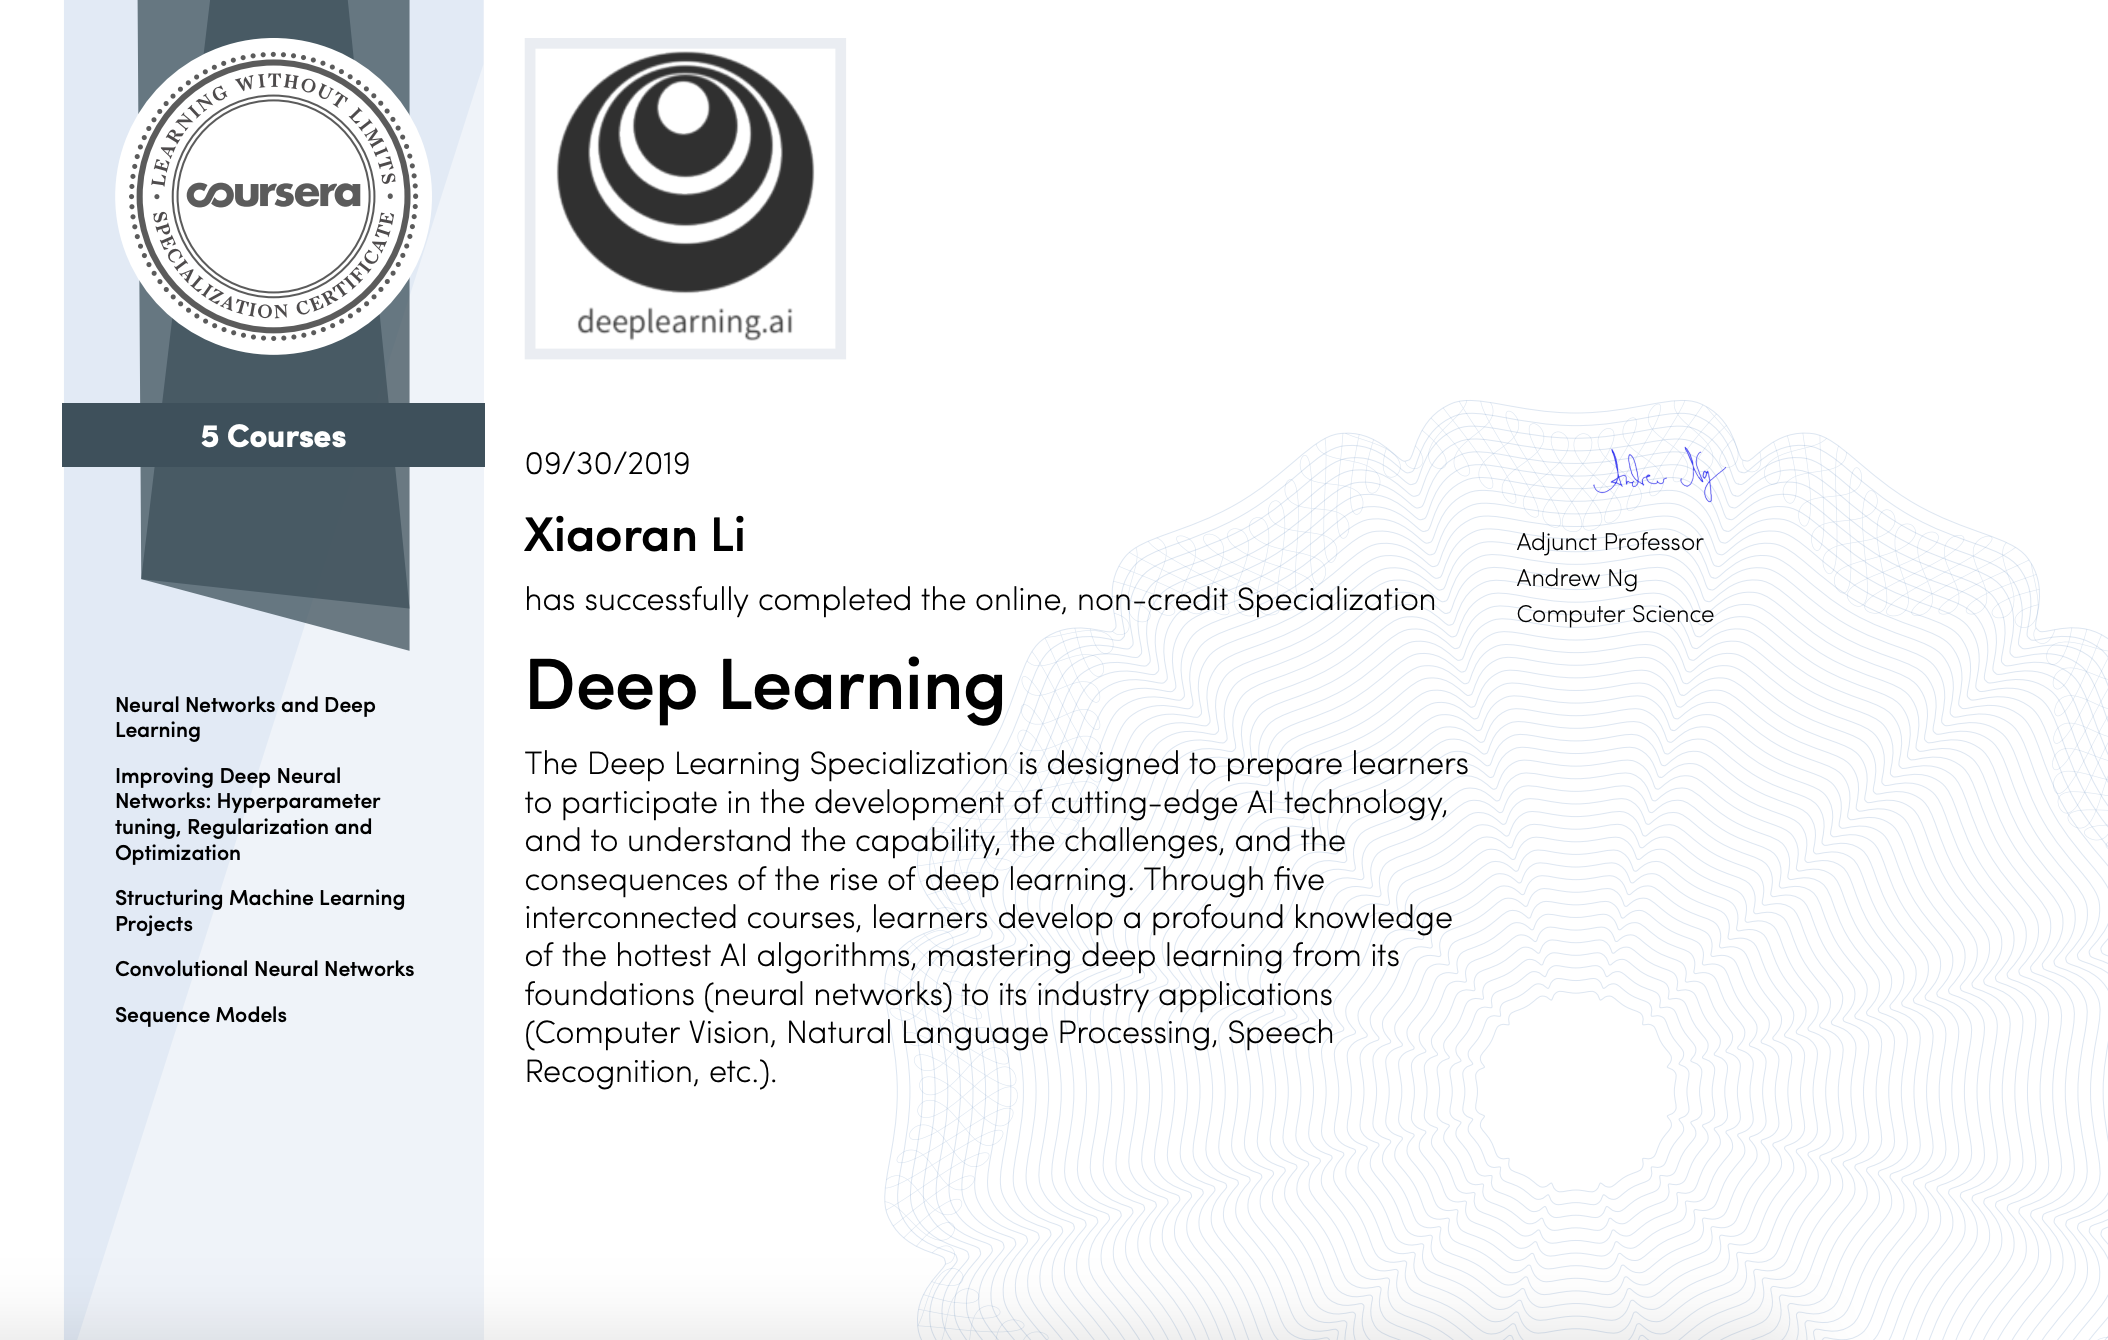 LEARNING WITHOUT LIMITS
coursera
SPECIALIZATION CERTIFICATE
deeplearning.ai
5 Courses
09/30/2019
Xiaoran Li
has successfully completed the online, non-credit Specialization
Deep Learning
The Deep Learning Specialization is designed to prepare learners
to participate in the development of cutting-edge AI technology,
and to understand the capability, the challenges, and the
consequences of the rise of deep learning. Through five
interconnected courses, learners develop a profound knowledge
of the hottest AI algorithms, mastering deep learning from its
foundations (neural networks) to its industry applications
(Computer Vision, Natural Language Processing, Speech
Recognition, etc.).
Andrew Ng
Adjunct Professor
Andrew Ng
Computer Science
Neural Networks and Deep
Learning
Improving Deep Neural
Networks: Hyperparameter
tuning, Regularization and
Optimization
Structuring Machine Learning
Projects
Convolutional Neural Networks
Sequence Models